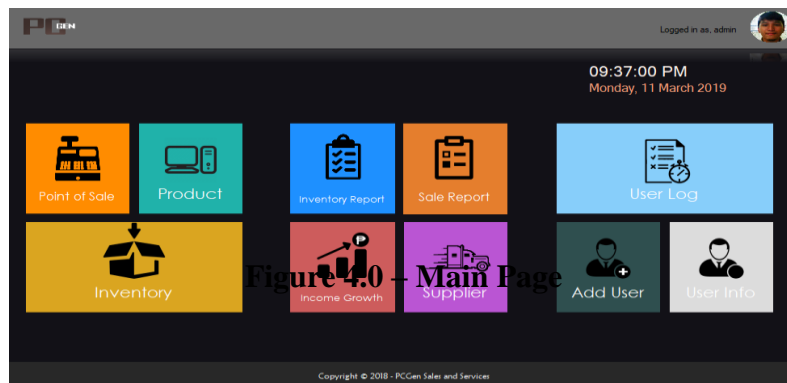 PCGEN
Logged in as, admin
09:37:00 PM
Monday, 11 March 2019
Point of Sale
Product
Inventory Report
Sale Report
User Log
Inventory
Income Growth
Supplier
Add User
User Info
Figure 4.0 – Main Page
Copyright © 2018 - PCGen Sales and Services